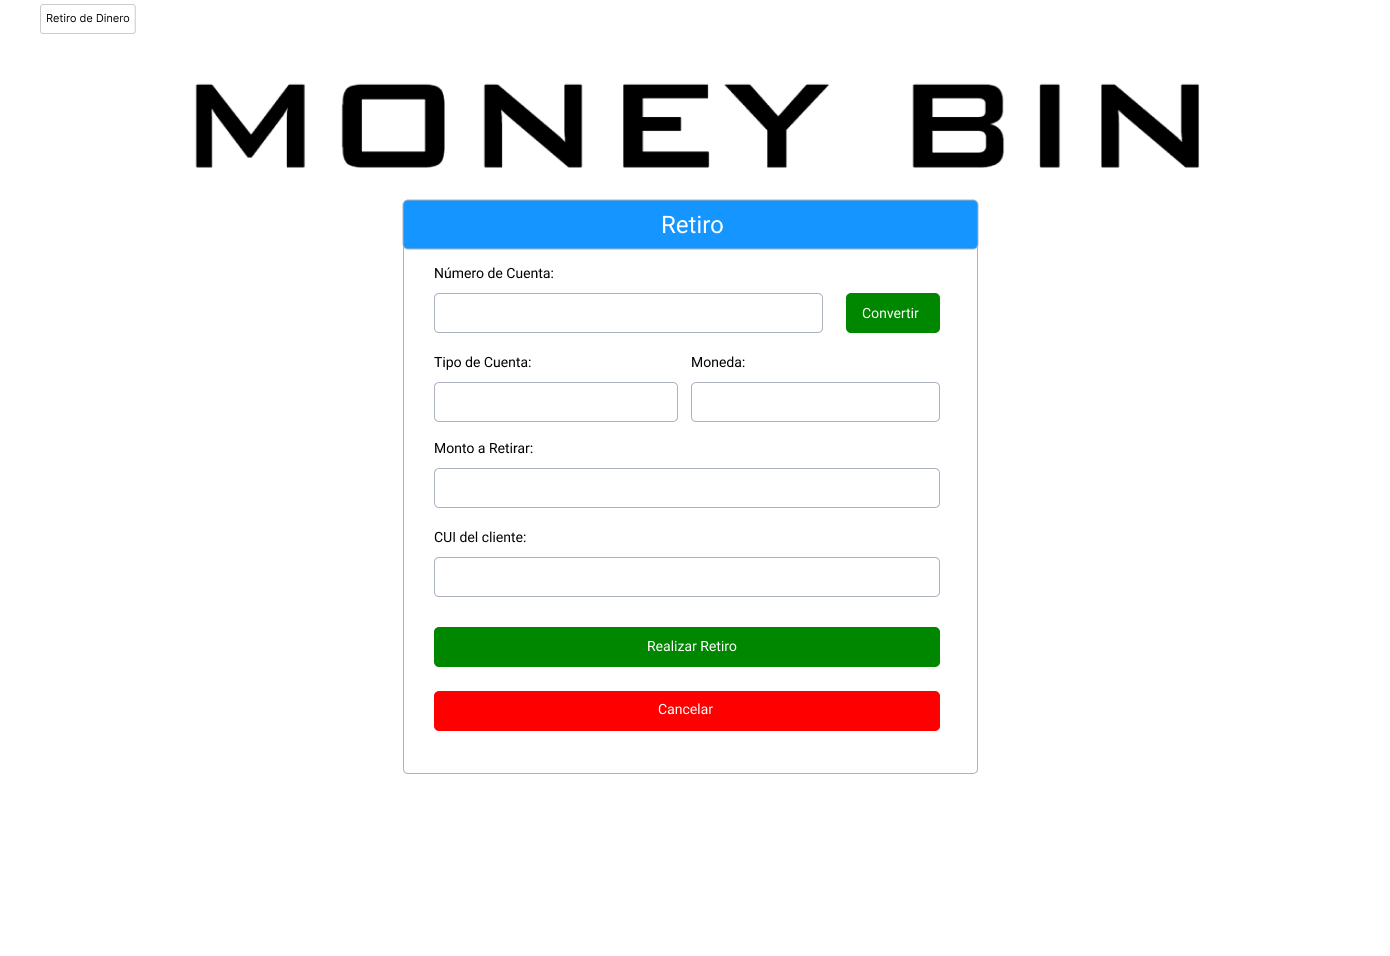 Retiro de Dinero
MONEY BIN
Retiro
Número de Cuenta:
Convertir
Tipo de Cuenta: Moneda:
Monto a Retirar:
CUI del cliente:
Realizar Retiro
Cancelar